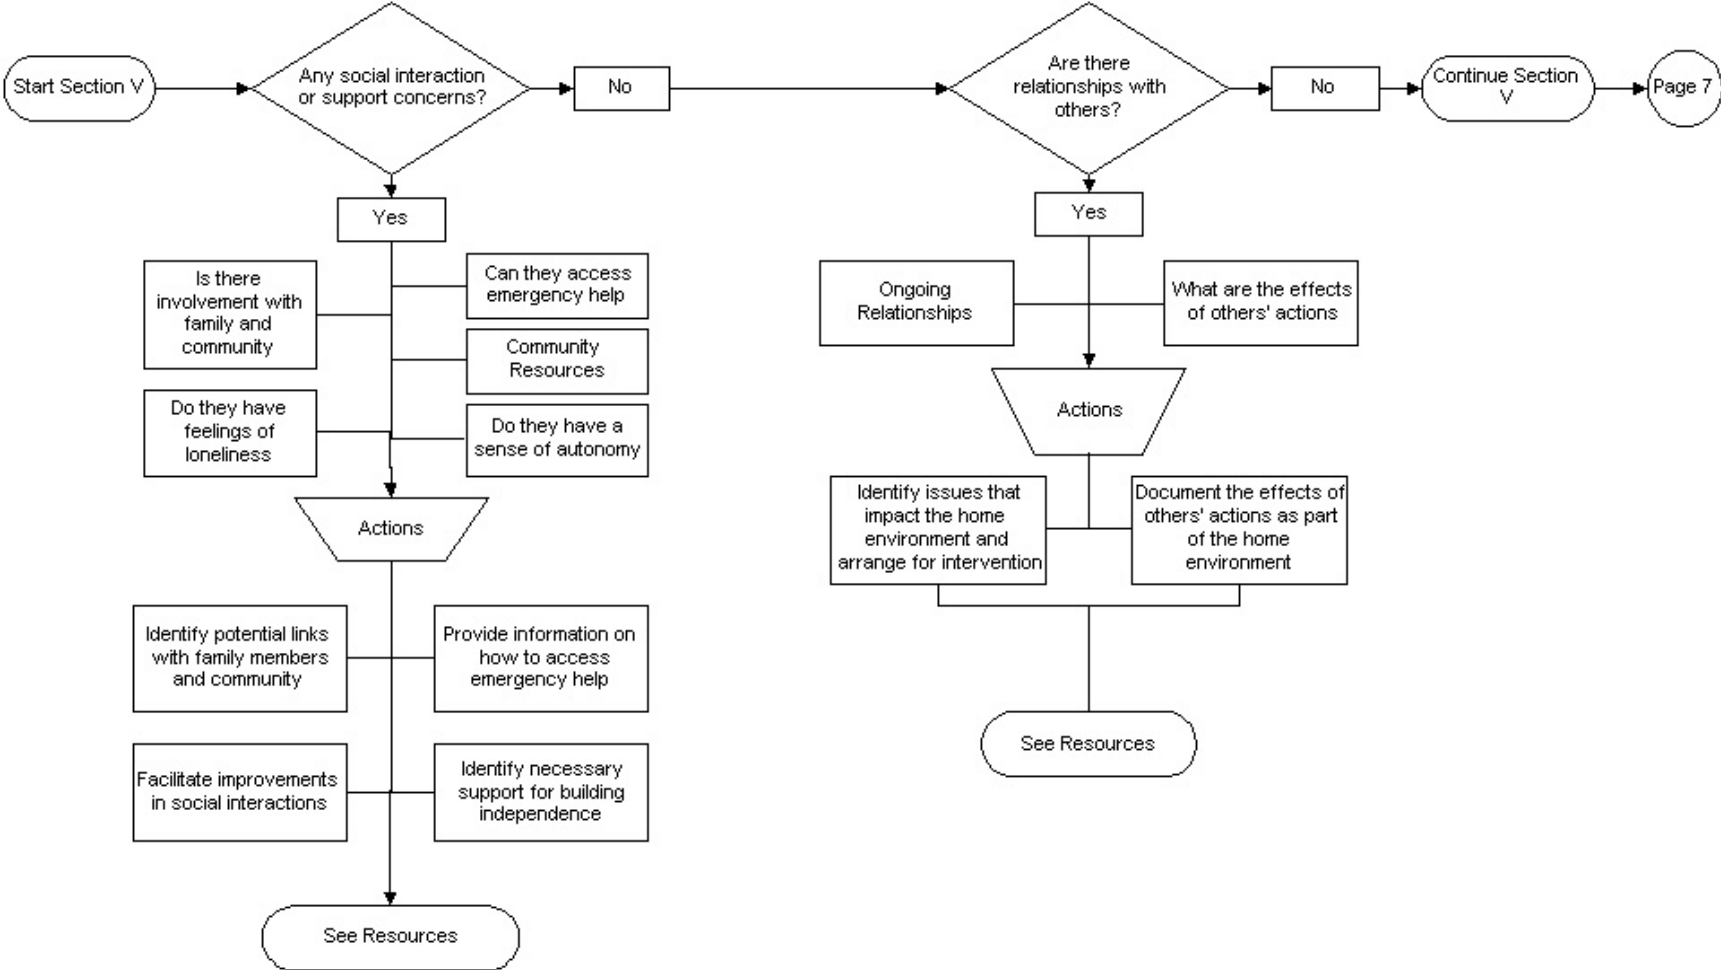 Start Section V
Any social interaction
or support concerns?
No
Are there
relationships with
others?
No
Continue Section
V
Page 7
Yes
Is there
involvement with
family and
community
Can they access
emergency help
Community
Resources
Do they have
feelings of
loneliness
Do they have a
sense of autonomy
Actions
Identify potential links
with family members
and community
Provide information on
how to access
emergency help
Facilitate improvements
in social interactions
Identify necessary
support for building
independence
See Resources
Yes
Ongoing
Relationships
What are the effects
of others' actions
Actions
Identify issues that
impact the home
environment and
arrange for intervention
Document the effects of
others' actions as part
of the home
environment
See Resources